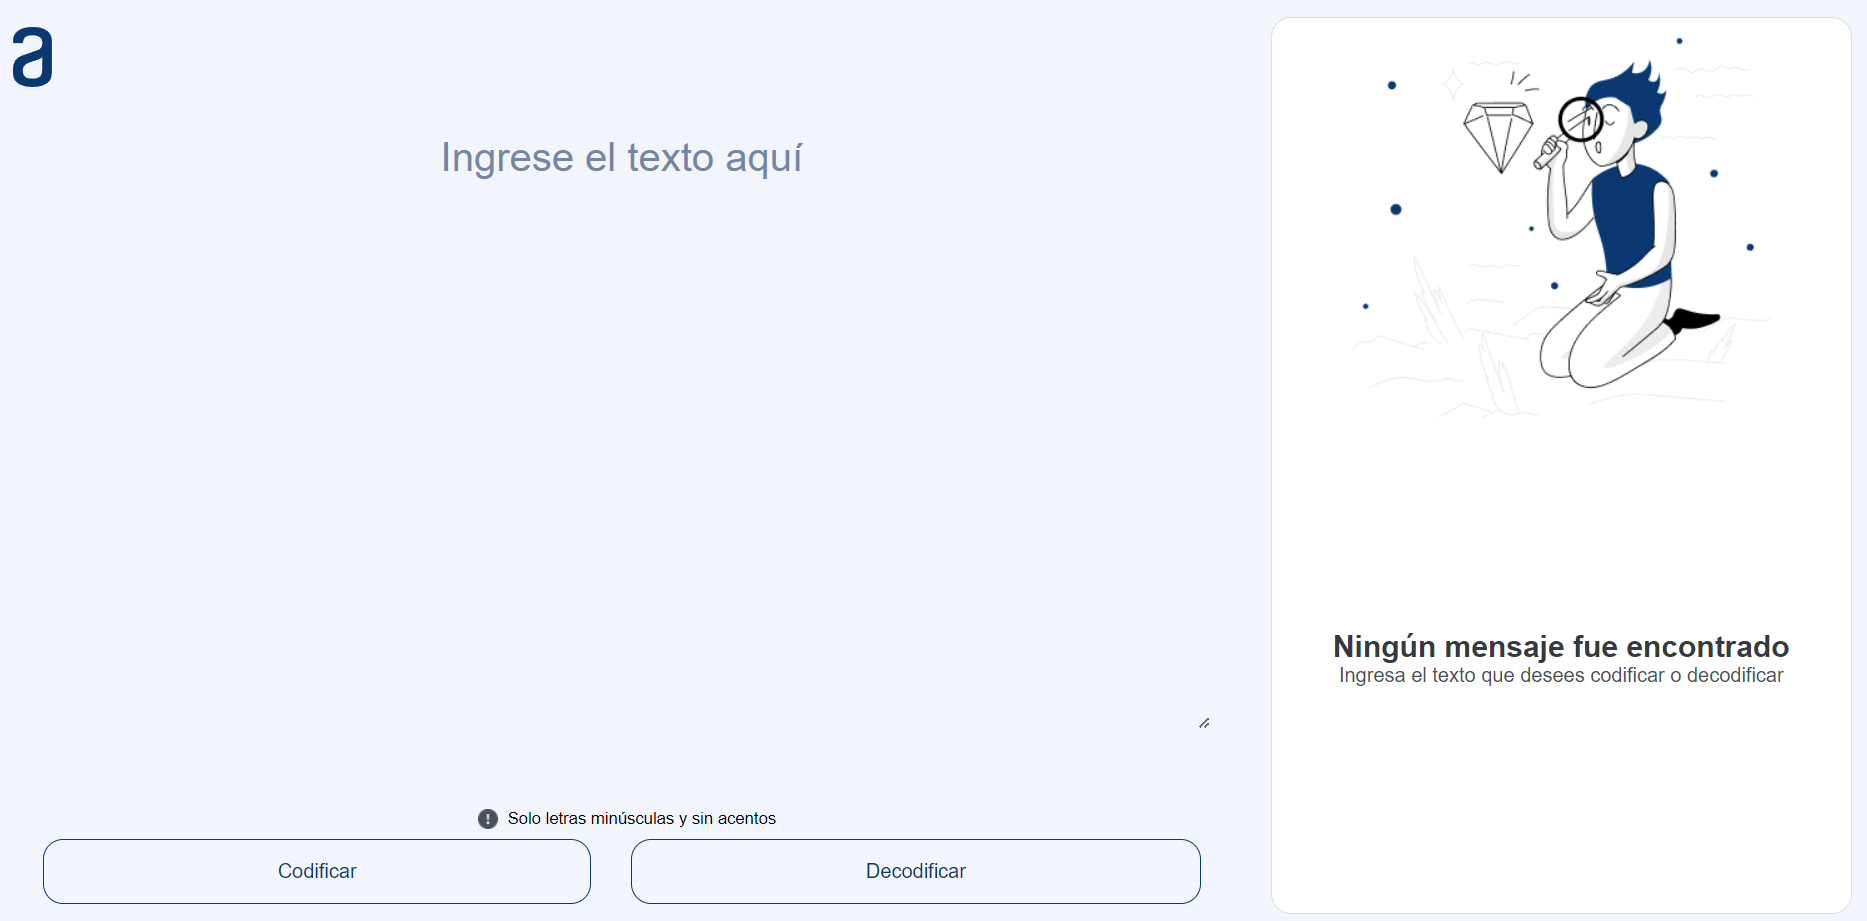 a
Ingrese el texto aquí
Solo letras minúsculas y sin acentos
Codificar
Decodificar
Ningún mensaje fue encontrado
Ingresa el texto que desees codificar o decodificar